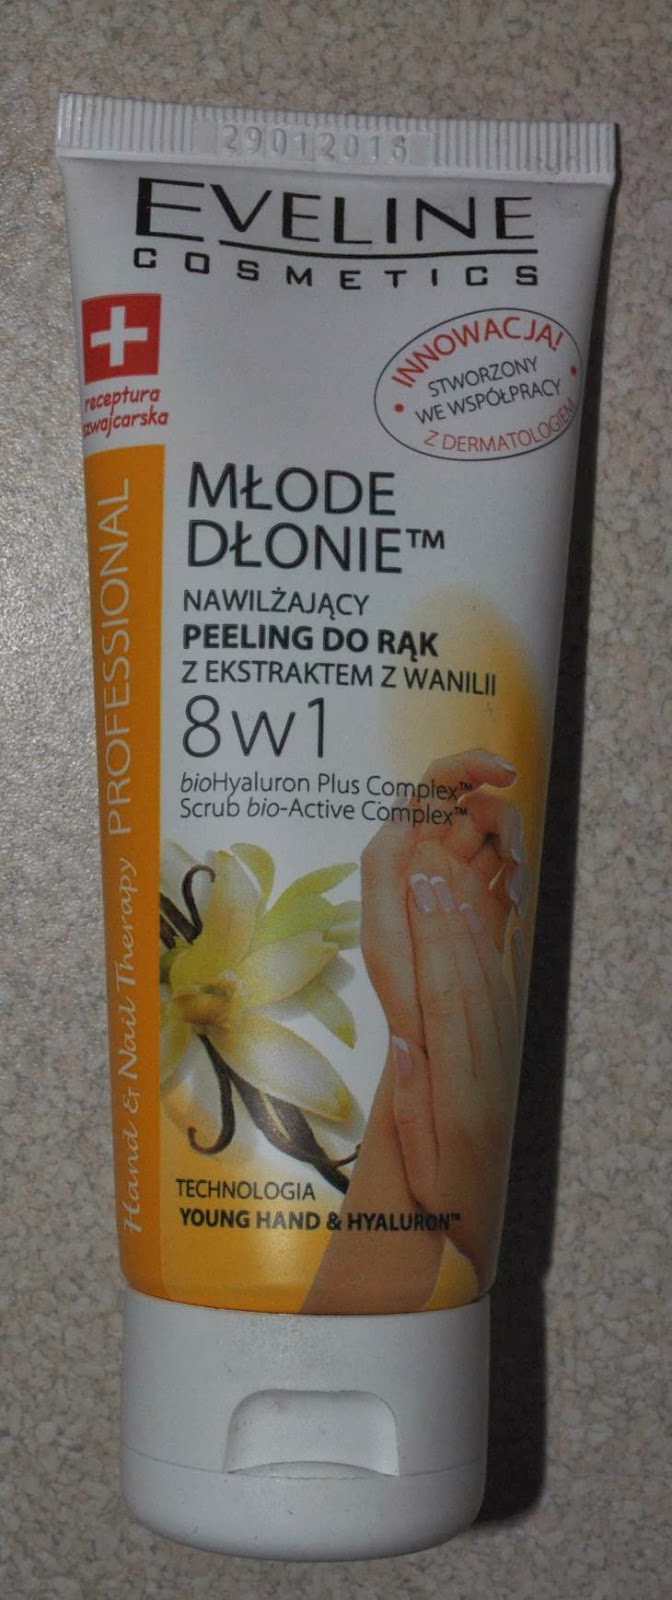 29012016
EVELINE
COSMETICS
receptura
szwajcarska
INNOWACJA!
STWORZONY
WE WSPÓŁPRACY
Z DERMATOLOGIEM
MŁODE
DŁONIE™
NAWILŻAJĄCY
PEELING DO RĄK
Z EKSTRAKTEM Z WANILII
8w1
bioHyaluron Plus Complex™
Scrub bio-Active Complex™
Hand & Nail Therapy PROFESSIONAL
TECHNOLOGIA
YOUNG HAND & HYALURON™